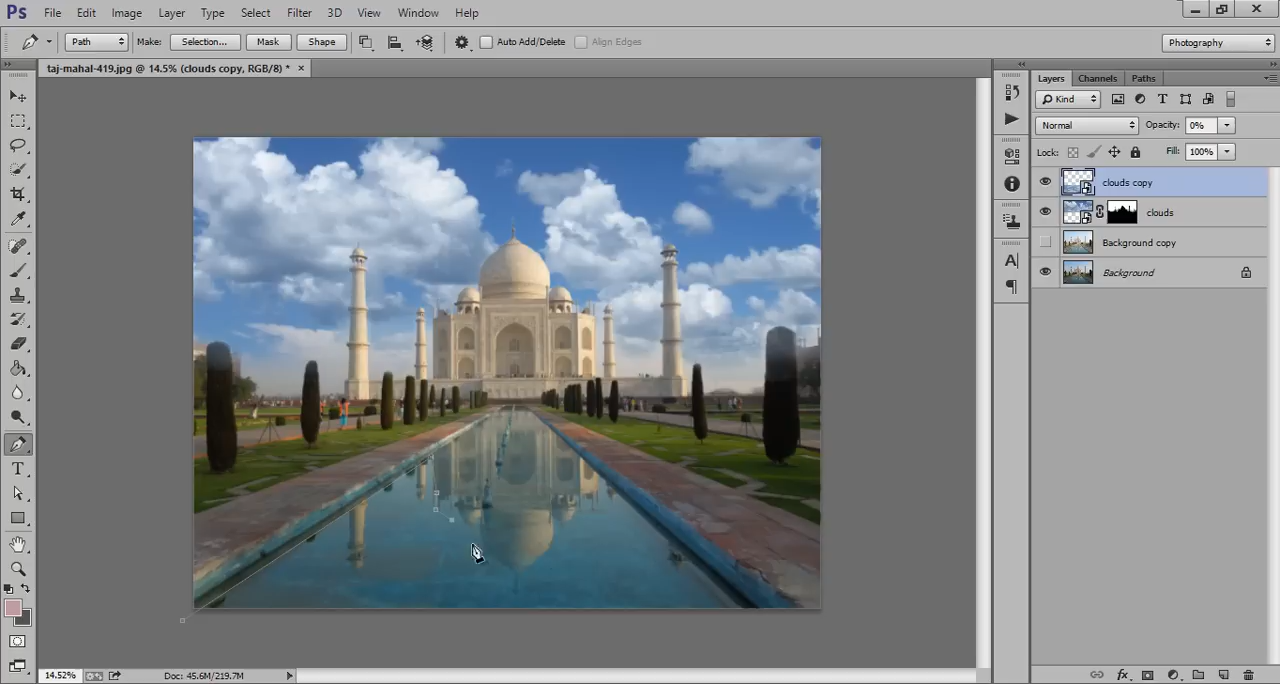 Ps File Edit Image Layer Type Select Filter 3D View Window Help
Path Make: Selection... Mask Shape Auto Add/Delete Align Edges Photography
taj-mahal-419.jpg @ 14.5% (clouds copy, RGB/8) * ×
Layers Channels Paths
Kind
Normal Opacity: 0%
Lock: Fill: 100%
clouds copy
clouds
Background copy
Background
14.52% Doc: 45.6M/219.7M